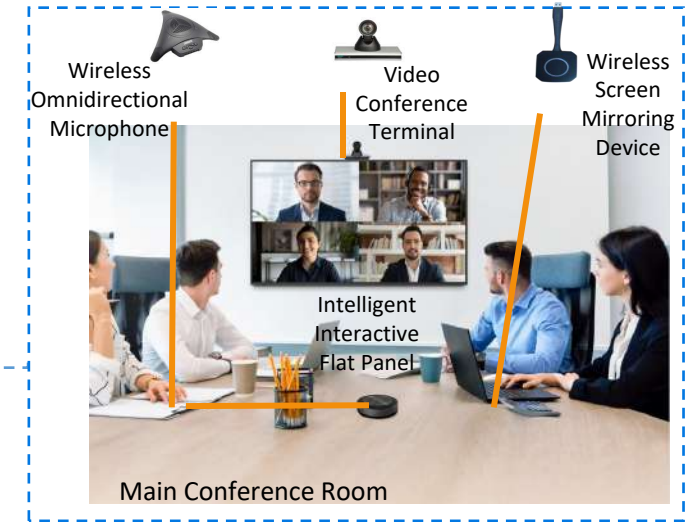 Wireless
Omnidirectional
Microphone
Video
Conference
Terminal
Wireless
Screen
Mirroring
Device
Intelligent
Interactive
Flat Panel
Main Conference Room